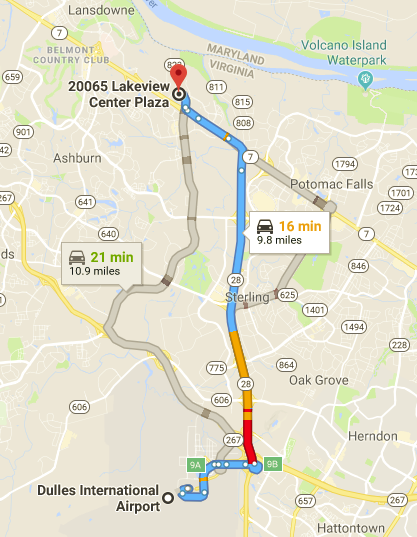 Lansdowne
7
BELMONT
COUNTRY CLUB
MARYLAND
VIRGINIA
Volcano Island
Waterpark
659
20065 Lakeview
Center Plaza
811
815
808
901
7
1794
Ashburn
Potomac Falls
1701
1724
267
641
640
16 min
9.8 miles
7
21 min
10.9 miles
846
28
Sterling
625
1401
1494
775
864
28
Oak Grove
606
606
267
Herndon
9A
9B
Dulles International
Airport
267
657
28
Hattontown